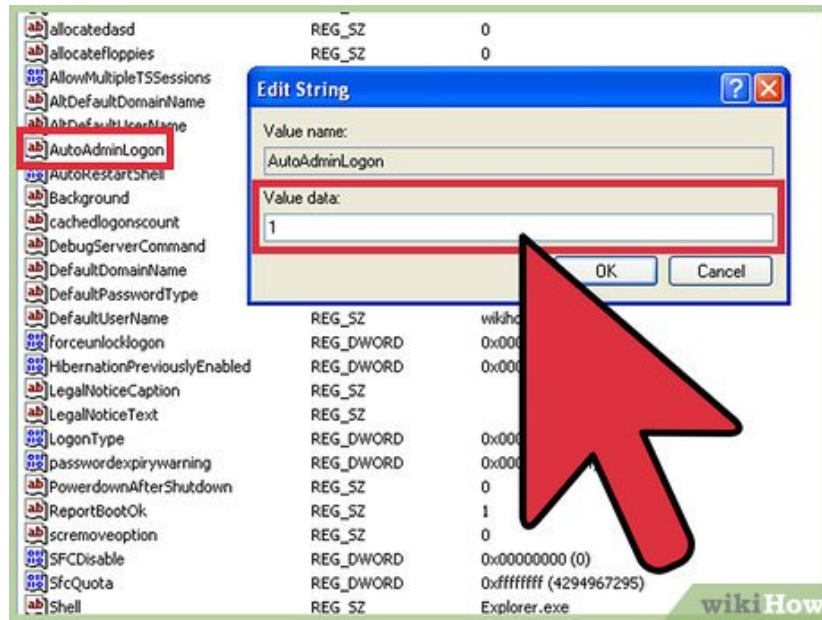 allocatedasd REG_SZ 0
allocatefloppies REG_SZ 0
AllowMultipleTSSessions
AltDefaultDomainName
AltDefaultUserName
AutoAdminLogon
AutoRestartShell
Background
cachedlogonscount
DebugServerCommand
DefaultDomainName
DefaultPasswordType
Edit String
Value name:
AutoAdminLogon
Value data:
1
OK Cancel
DefaultUserName REG_SZ
forceunlocklogon REG_DWORD
HibernationPreviouslyEnabled REG_DWORD
LegalNoticeCaption REG_SZ
LegalNoticeText REG_SZ
LogonType REG_DWORD
passwordexpirywarning REG_DWORD
PowerdownAfterShutdown REG_SZ 0
ReportBootOk REG_SZ 1
scremoveoption REG_SZ 0
SFCDisable REG_DWORD 0x00000000 (0)
SfcQuota REG_DWORD 0xffffffff (4294967295)
Shell REG_SZ Explorer.exe
wikiHow